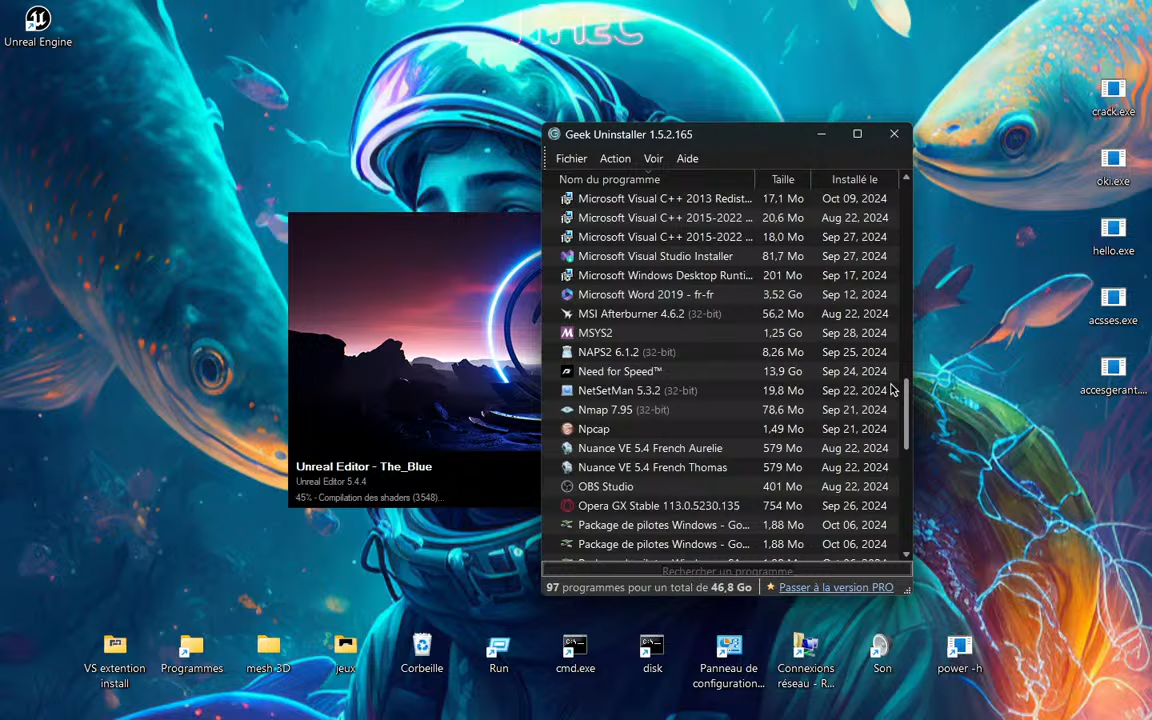 Unreal Engine
crack.exe
oki.exe
hello.exe
acsses.exe
accesgerant....
Geek Uninstaller 1.5.2.165
Fichier Action Voir Aide
Nom du programme Taille Installé le
Microsoft Visual C++ 2013 Redist... 17,1 Mo Oct 09, 2024
Microsoft Visual C++ 2015-2022 ... 20,6 Mo Aug 22, 2024
Microsoft Visual C++ 2015-2022 ... 18,0 Mo Sep 27, 2024
Microsoft Visual Studio Installer 81,7 Mo Sep 27, 2024
Microsoft Windows Desktop Runti... 201 Mo Sep 17, 2024
Microsoft Word 2019 - fr-fr 3,52 Go Sep 12, 2024
MSI Afterburner 4.6.2 (32-bit) 56,2 Mo Aug 22, 2024
MSYS2 1,25 Go Sep 28, 2024
NAPS2 6.1.2 (32-bit) 8,26 Mo Sep 25, 2024
Need for Speed™ 13,9 Go Sep 24, 2024
NetSetMan 5.3.2 (32-bit) 19,8 Mo Sep 22, 2024
Nmap 7.95 (32-bit) 78,6 Mo Sep 21, 2024
Npcap 1,49 Mo Sep 21, 2024
Nuance VE 5.4 French Aurelie 579 Mo Aug 22, 2024
Nuance VE 5.4 French Thomas 579 Mo Aug 22, 2024
OBS Studio 401 Mo Aug 22, 2024
Opera GX Stable 113.0.5230.135 754 Mo Sep 26, 2024
Package de pilotes Windows - Go... 1,88 Mo Oct 06, 2024
Package de pilotes Windows - Go... 1,88 Mo Oct 06, 2024
Rechercher un programme
97 programmes pour un total de 46,8 Go Passer à la version PRO
Unreal Editor - The_Blue
Unreal Editor 5.4.4
45% - Compilation des shaders (3548)...
VS extention
install
Programmes
mesh 3D
jeux
Corbeille
Run
cmd.exe
disk
Panneau de
configuration...
Connexions
réseau - R...
Son
power -h